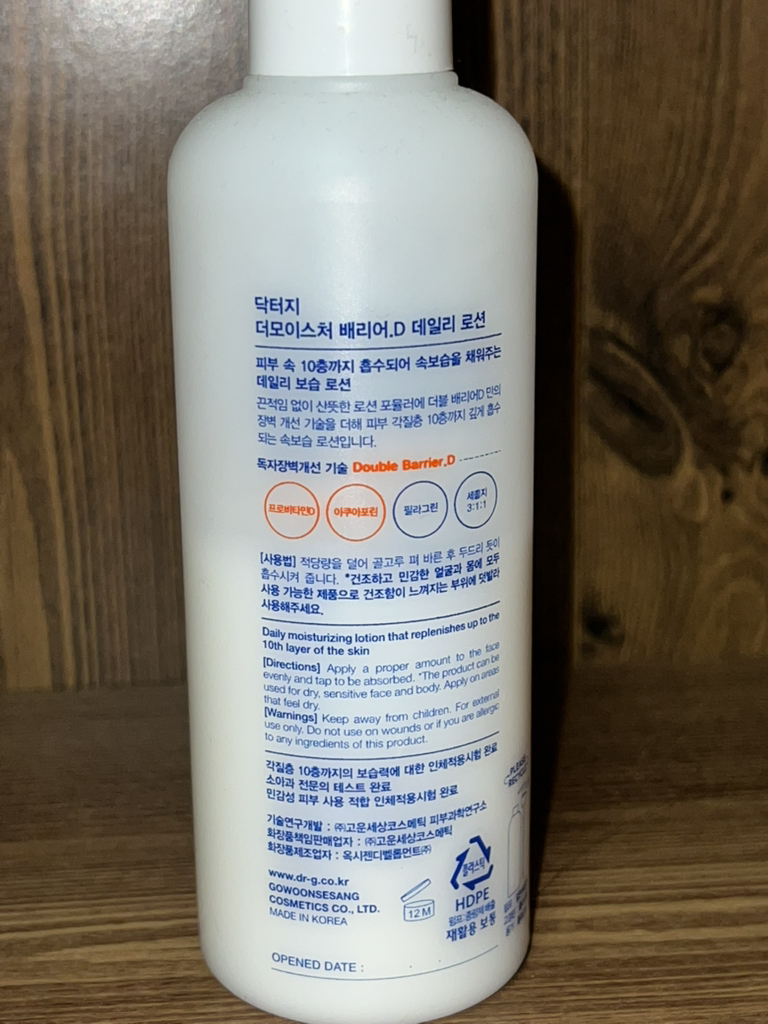 닥터지
더모이스처 배리어.D 데일리 로션
피부 속 10층까지 흡수되어 속보습을 채워주는
데일리 보습 로션
끈적임 없이 산뜻한 로션 포뮬러에 더블 배리어D 만의
장벽 개선 기술을 더해 피부 각질층 10층까지 깊게 흡수
되는 속보습 로션입니다.
독자장벽개선 기술 Double Barrier.D
프로비타민D 아쿠아포린 필라그린 세콜지
3:1:1
[사용법] 적당량을 덜어 골고루 펴 바른 후 두드리 듯이
흡수시켜 줍니다. *건조하고 민감한 얼굴과 몸에 모두
사용 가능한 제품으로 건조함이 느껴지는 부위에 덧발라
사용해주세요.
Daily moisturizing lotion that replenishes up to the
10th layer of the skin
[Directions] Apply a proper amount to the face
evenly and tap to be absorbed. *The product can be
used for dry, sensitive face and body. Apply on areas
that feel dry.
[Warnings] Keep away from children. For external
use only. Do not use on wounds or if you are allergic
to any ingredients of this product.
각질층 10층까지의 보습력에 대한 인체적용시험 완료
소아과 전문의 테스트 완료
민감성 피부 사용 적합 인체적용시험 완료
기술연구개발 : ㈜고운세상코스메틱 피부과학연구소
화장품책임판매업자 : ㈜고운세상코스메틱
화장품제조업자 : 옥시젠디벨롭먼트㈜
www.dr-g.co.kr
GOWOONSESANG
COSMETICS CO., LTD.
MADE IN KOREA
12 M
플라스틱
HDPE
펌프:종량제 배출
재활용 보통
PLEASE
RECYCLE
OPENED DATE :